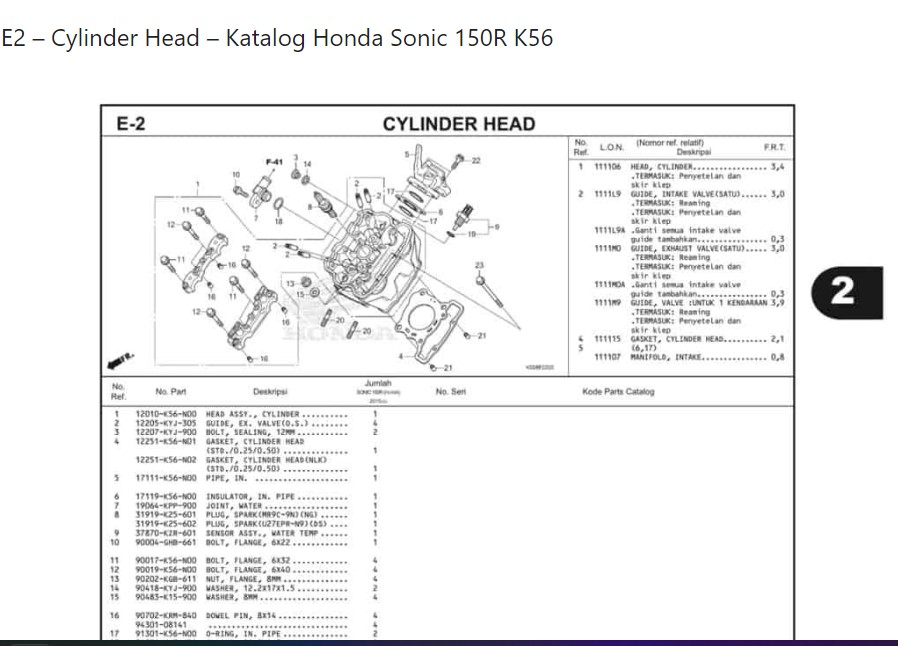 E2 – Cylinder Head – Katalog Honda Sonic 150R K56
E-2
CYLINDER HEAD
No. Ref.
L.O.N.
(Nomor ref. relatif) Deskripsi
F.R.T.
1 111106 HEAD, CYLINDER............... 3,4
.TERMASUK: Penyetelan dan
skir klep
2 1111L9 GUIDE, INTAKE VALVE(SATU)...... 3,0
.TERMASUK: Reaming
.TERMASUK: Penyetelan dan
skir klep
1111L9A .Ganti semua intake valve
guide tambahkan............. 0,3
1111M0 GUIDE, EXHAUST VALVE(SATU)..... 3,0
.TERMASUK: Reaming
.TERMASUK: Penyetelan dan
skir klep
1111M0A .Ganti semua intake valve
guide tambahkan............. 0,3
1111M9 GUIDE, VALVE :UNTUK 1 KENDARAAN 3,9
.TERMASUK: Reaming
.TERMASUK: Penyetelan dan
skir klep
4 111115 GASKET, CYLINDER HEAD.......... 2,1
5 (6,17)
111107 MANIFOLD, INTAKE............... 0,8
F-41
3
14
5
22
10
1
2
17
2
11
8
6
7
18
17
12
9
19
12
2
2
11
16
23
13
15
16
11
16
12
20
20
21
4
16
21
FR.
HONDA
2
No. Ref.
No. Part
Deskripsi
Jumlah
No. Seri
Kode Parts Catalog
1 12010-K56-N00 HEAD ASSY., CYLINDER .......... 1
2 12205-KYJ-305 GUIDE, EX. VALVE(O.S.) ........ 4
3 12207-KYJ-900 BOLT, SEALING, 12MM ........... 2
4 12251-K56-N01 GASKET, CYLINDER HEAD
(STD./0.25/0.50) .............. 1
12251-K56-N02 GASKET, CYLINDER HEAD(NLK)
(STD./0.25/0.50) .............. 1
5 17111-K56-N00 PIPE, IN. ..................... 1
6 17119-K56-N00 INSULATOR, IN. PIPE ........... 1
7 19064-KPP-900 JOINT, WATER .................. 1
8 31919-K25-601 PLUG, SPARK(MR9C-9N)(NG) ...... 1
31919-K25-602 PLUG, SPARK(U27EPR-N9)(DS) .... 1
9 37870-KZR-601 SENSOR ASSY., WATER TEMP ...... 1
10 90004-GHB-661 BOLT, FLANGE, 6X22 ............ 1
11 90017-K56-N00 BOLT, FLANGE, 6X32 ............ 4
12 90019-K56-N00 BOLT, FLANGE, 6X40 ............ 4
13 90202-KGB-611 NUT, FLANGE, 8MM .............. 4
14 90418-KYJ-900 WASHER, 12.2X17X1.5 ........... 2
15 90483-K15-900 WASHER, 8MM ................... 4
16 90702-KRM-840 DOWEL PIN, 8X14 ............... 4
94301-08141 ............................. 4
17 91301-K56-N00 O-RING, IN. PIPE .............. 2